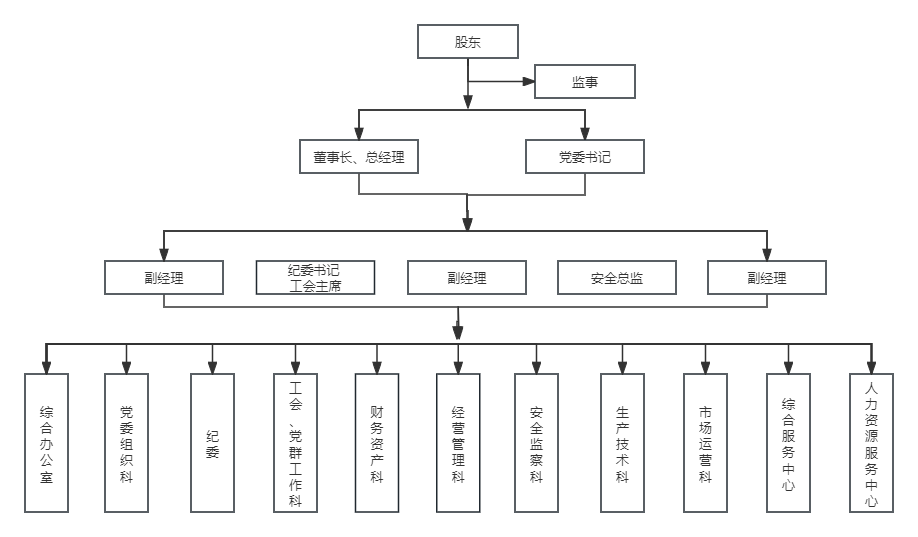 股东
监事
董事长、总经理
党委书记
副经理
纪委书记
工会主席
副经理
安全总监
副经理
综合办公室
党委组织科
纪委
工会、党群工作科
财务资产科
经营管理科
安全监察科
生产技术科
市场运营科
综合服务中心
人力资源服务中心